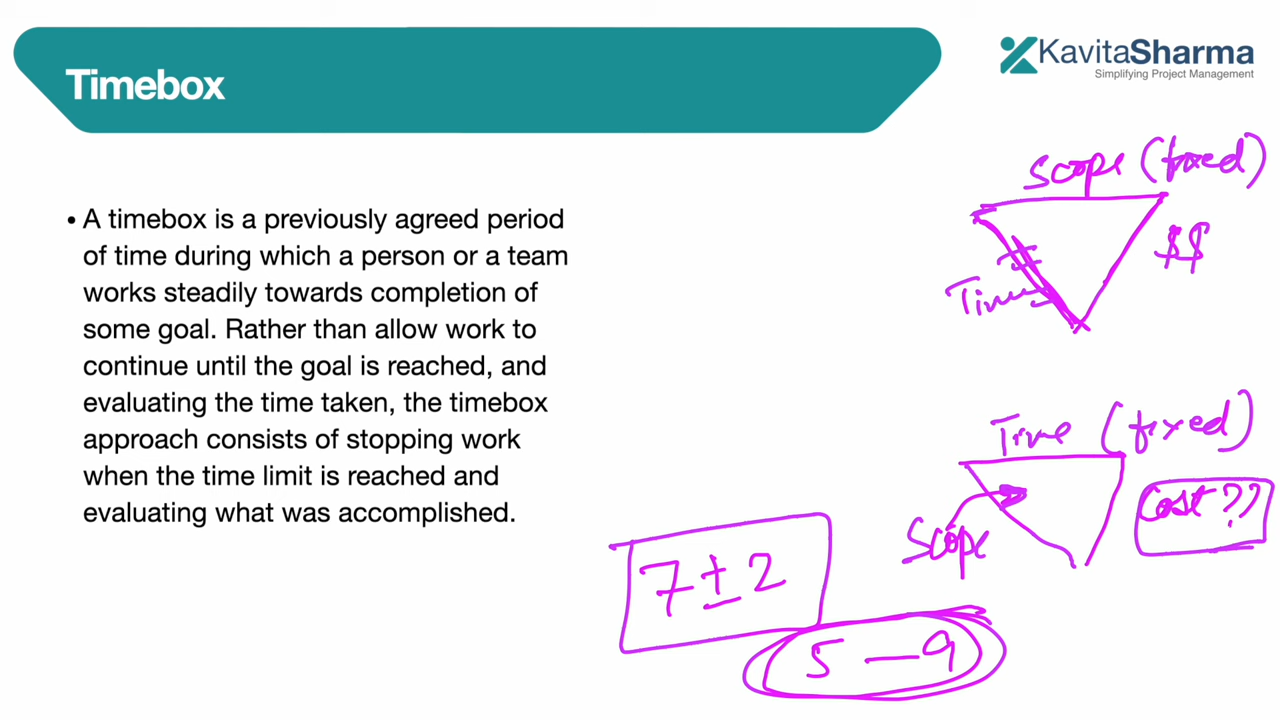 Timebox
KavitaSharma
Simplifying Project Management
• A timebox is a previously agreed period
of time during which a person or a team
works steadily towards completion of
some goal. Rather than allow work to
continue until the goal is reached, and
evaluating the time taken, the timebox
approach consists of stopping work
when the time limit is reached and
evaluating what was accomplished.
Scope (fixed)
$$
Time
Time (fixed)
Cost ??
Scope
7 ± 2
5 – 9